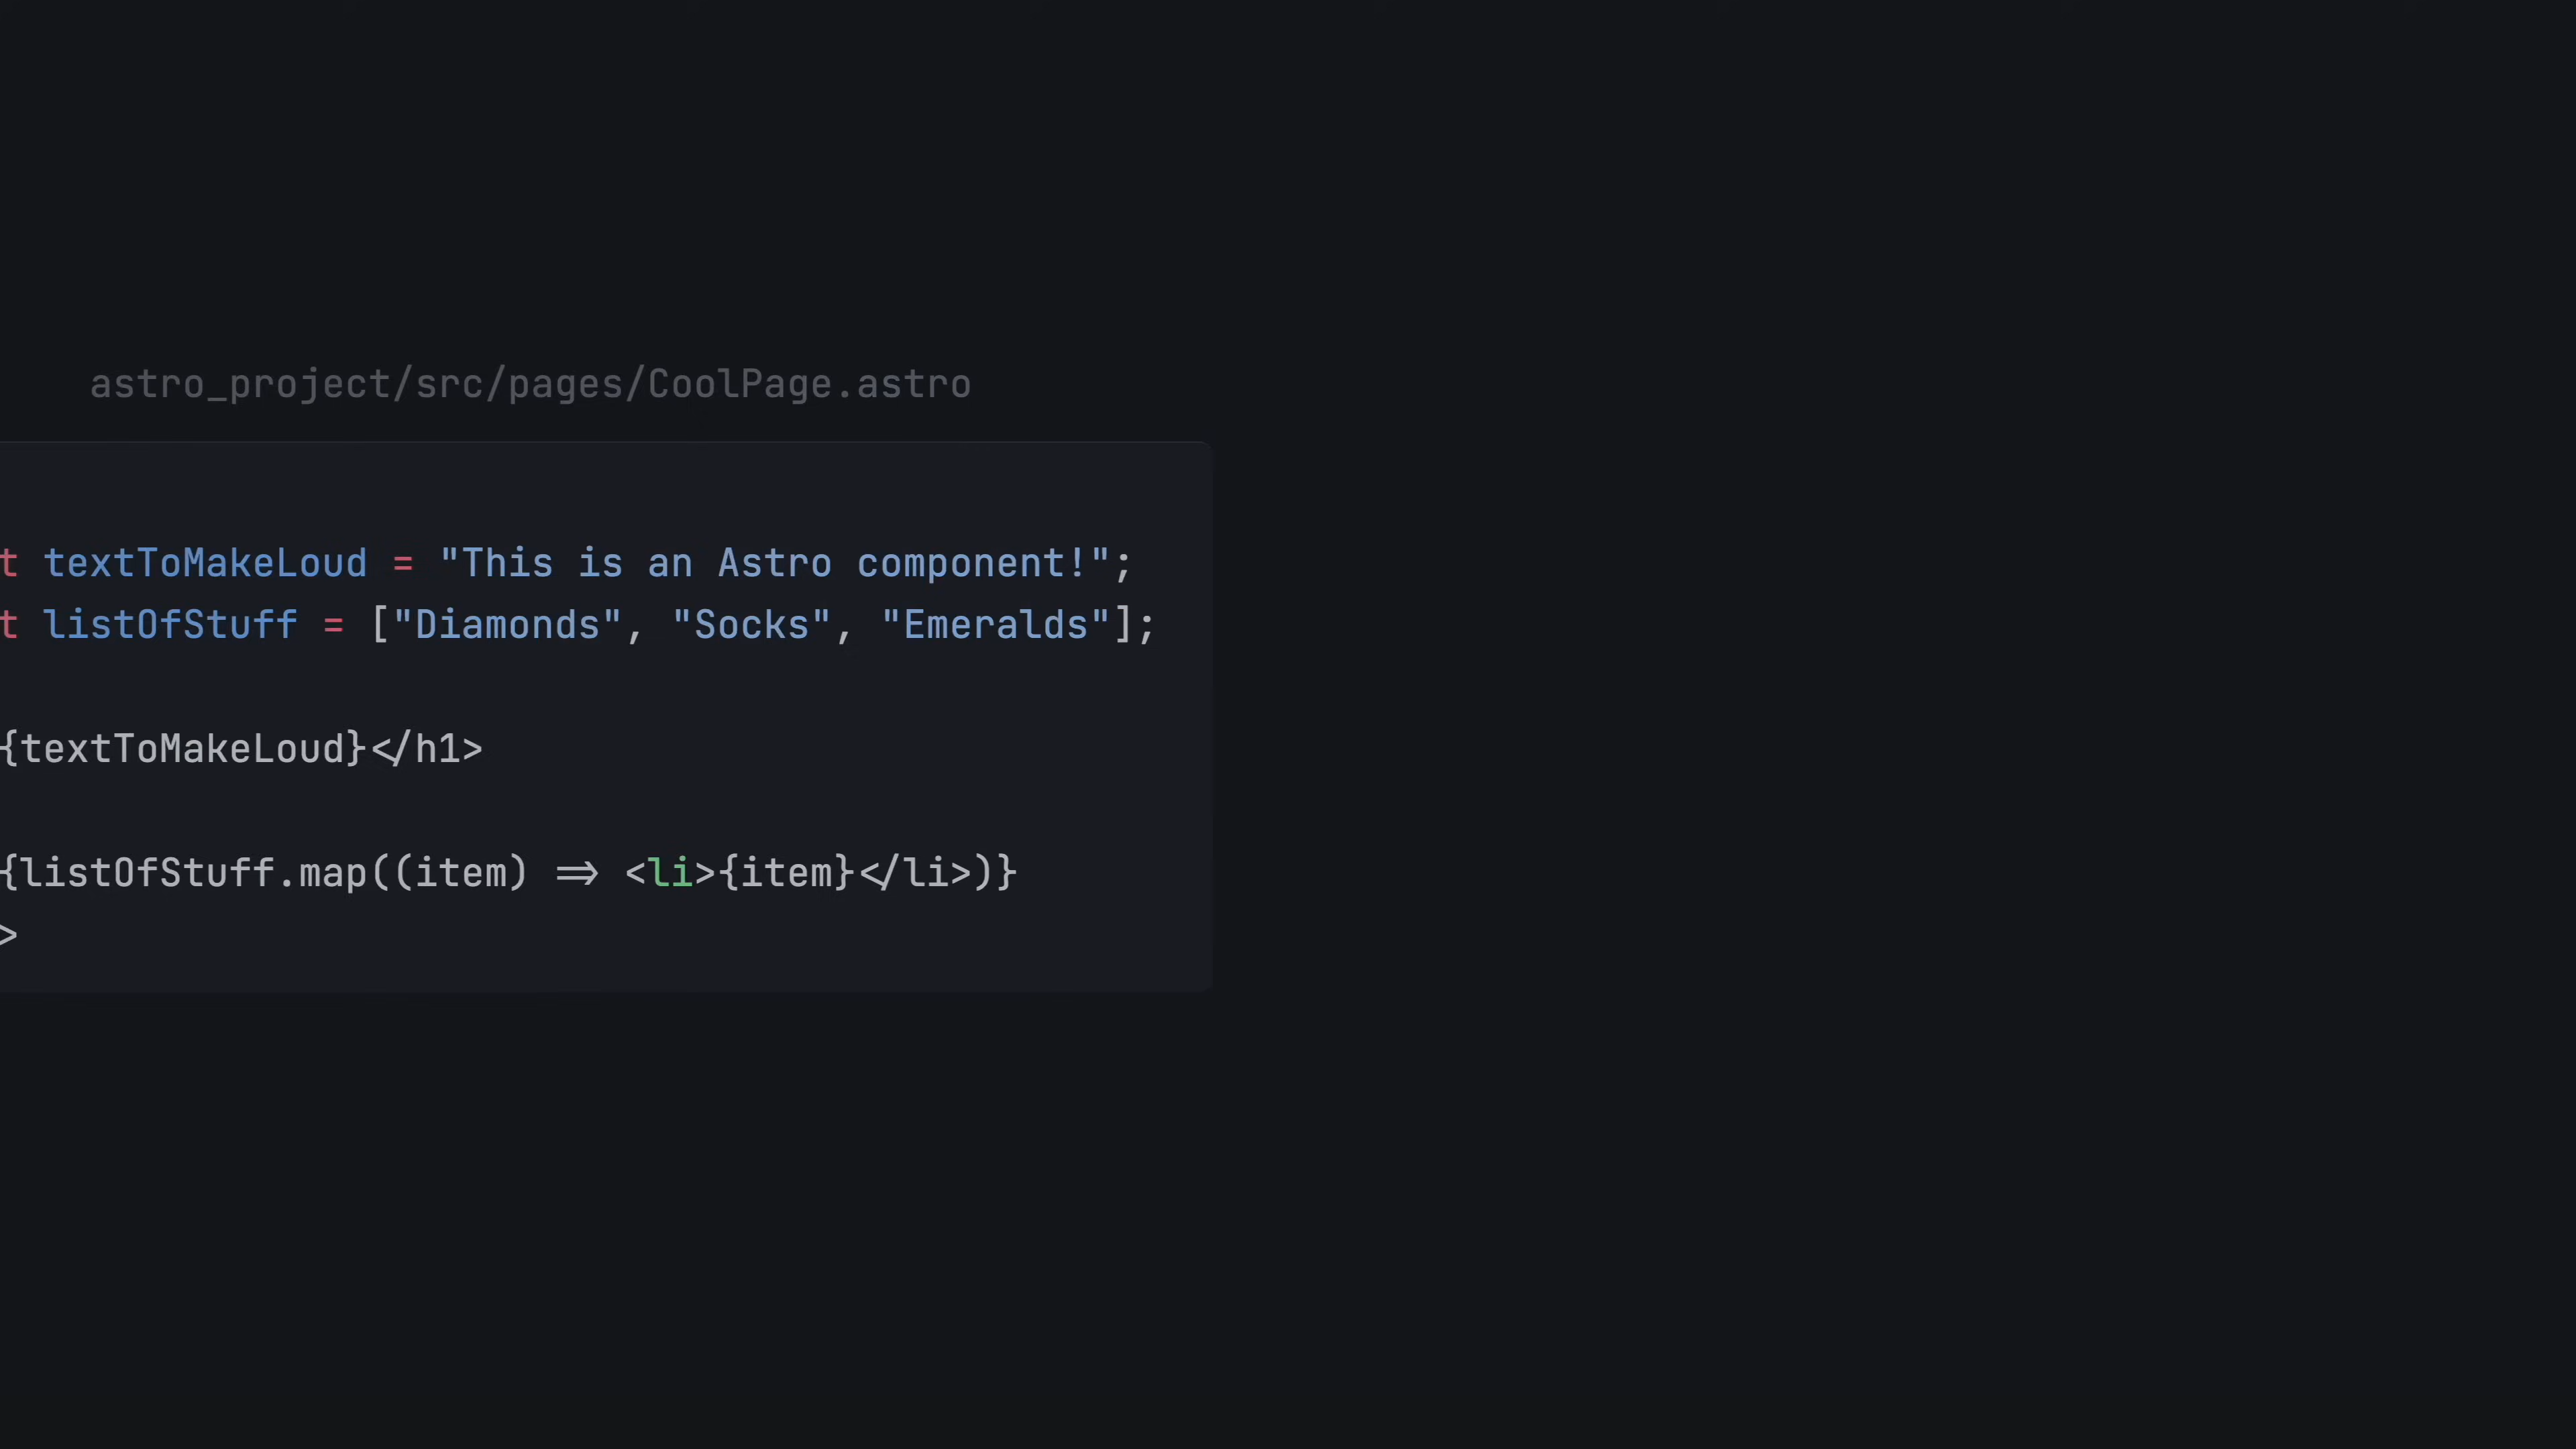 astro_project/src/pages/CoolPage.astro
t textToMakeLoud = "This is an Astro component!";
t listOfStuff = ["Diamonds", "Socks", "Emeralds"];
{textToMakeLoud}</h1>
{listOfStuff.map((item) => <li>{item}</li>)}
>